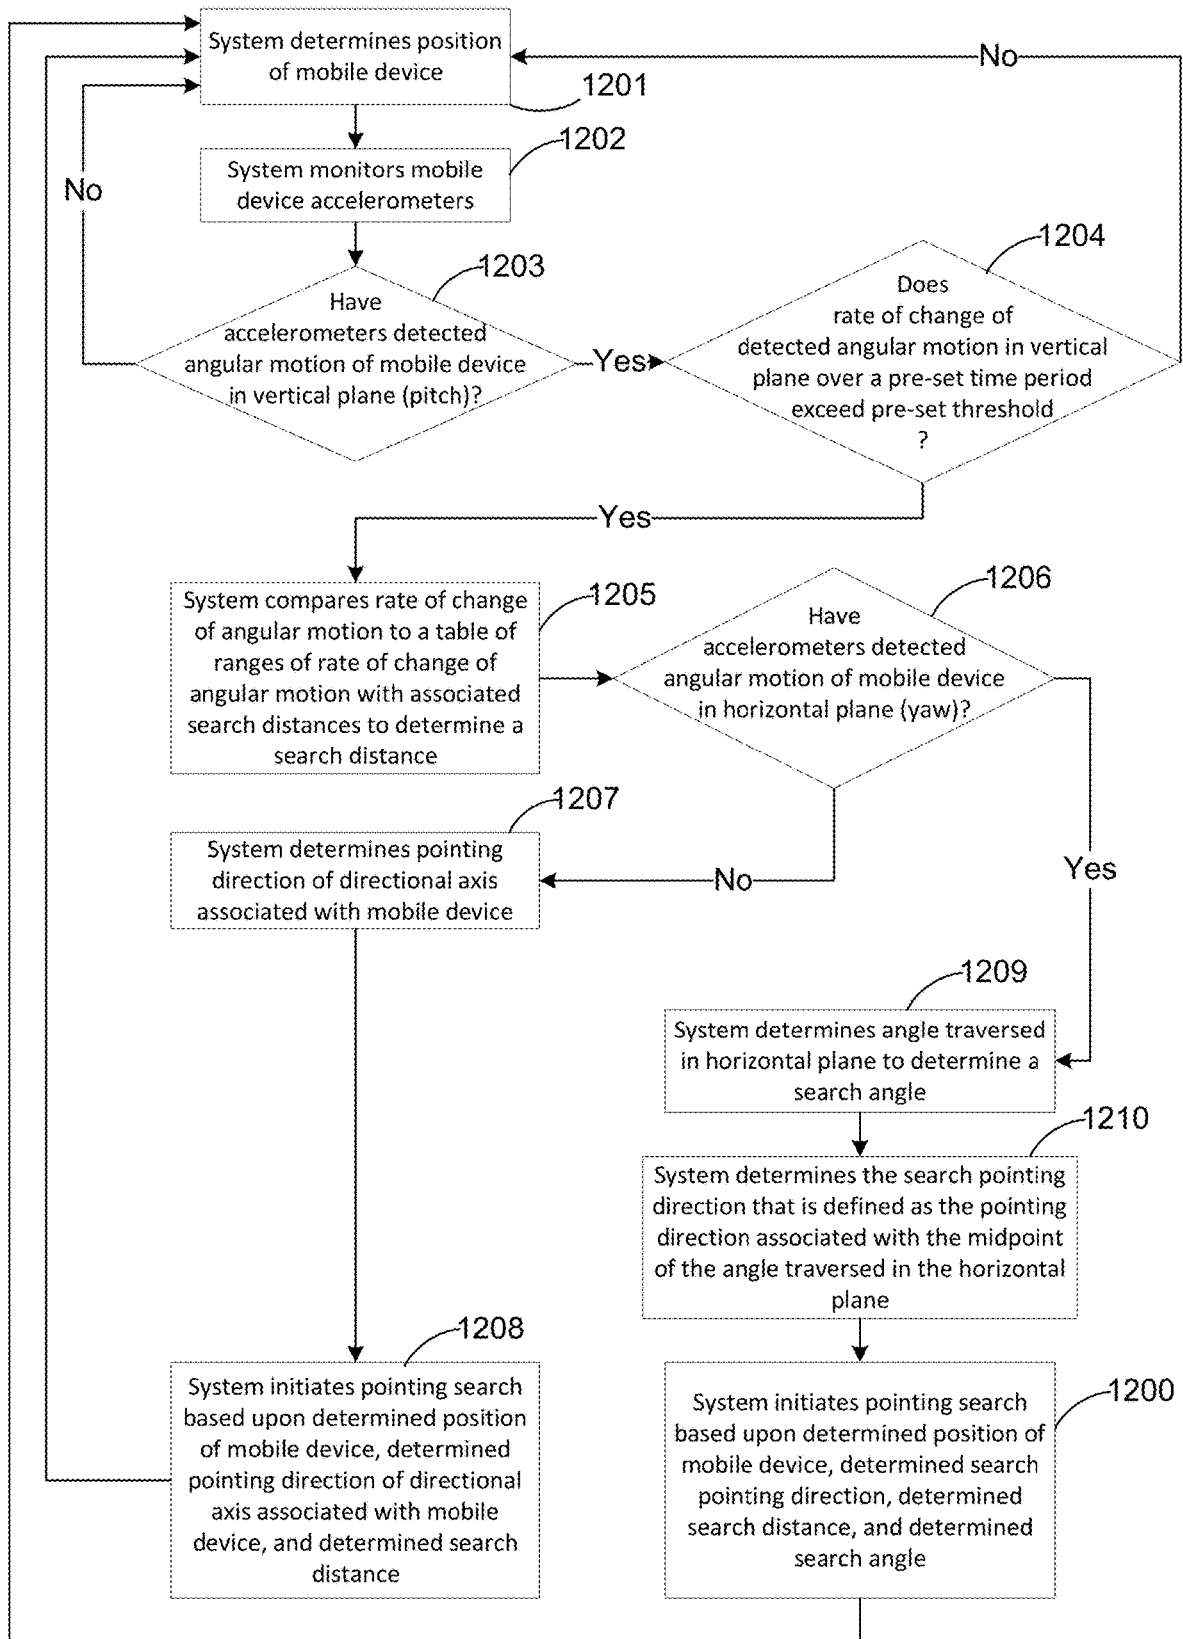 System determines position
of mobile device
No
1201
1202
System monitors mobile
device accelerometers
No
1203
Have
accelerometers detected
angular motion of mobile device
in vertical plane (pitch)?
Yes
1204
Does
rate of change of
detected angular motion in vertical
plane over a pre-set time period
exceed pre-set threshold
?
Yes
1205
System compares rate of change
of angular motion to a table of
ranges of rate of change of
angular motion with associated
search distances to determine a
search distance
1206
Have
accelerometers detected
angular motion of mobile device
in horizontal plane (yaw)?
1207
System determines pointing
direction of directional axis
associated with mobile device
No
Yes
1209
System determines angle traversed
in horizontal plane to determine a
search angle
1210
System determines the search pointing
direction that is defined as the pointing
direction associated with the midpoint
of the angle traversed in the horizontal
plane
1208
System initiates pointing search
based upon determined position
of mobile device, determined
pointing direction of directional
axis associated with mobile
device, and determined search
distance
1200
System initiates pointing search
based upon determined position of
mobile device, determined search
pointing direction, determined
search distance, and determined
search angle